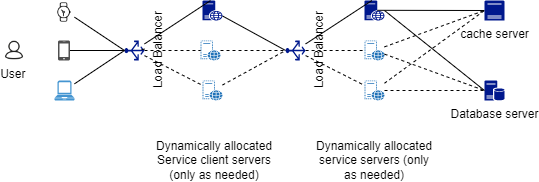 User
Load Balancer
Dynamically allocated
Service client servers
(only as needed)
Load Balancer
Dynamically allocated
service servers (only
as needed)
cache server
Database server